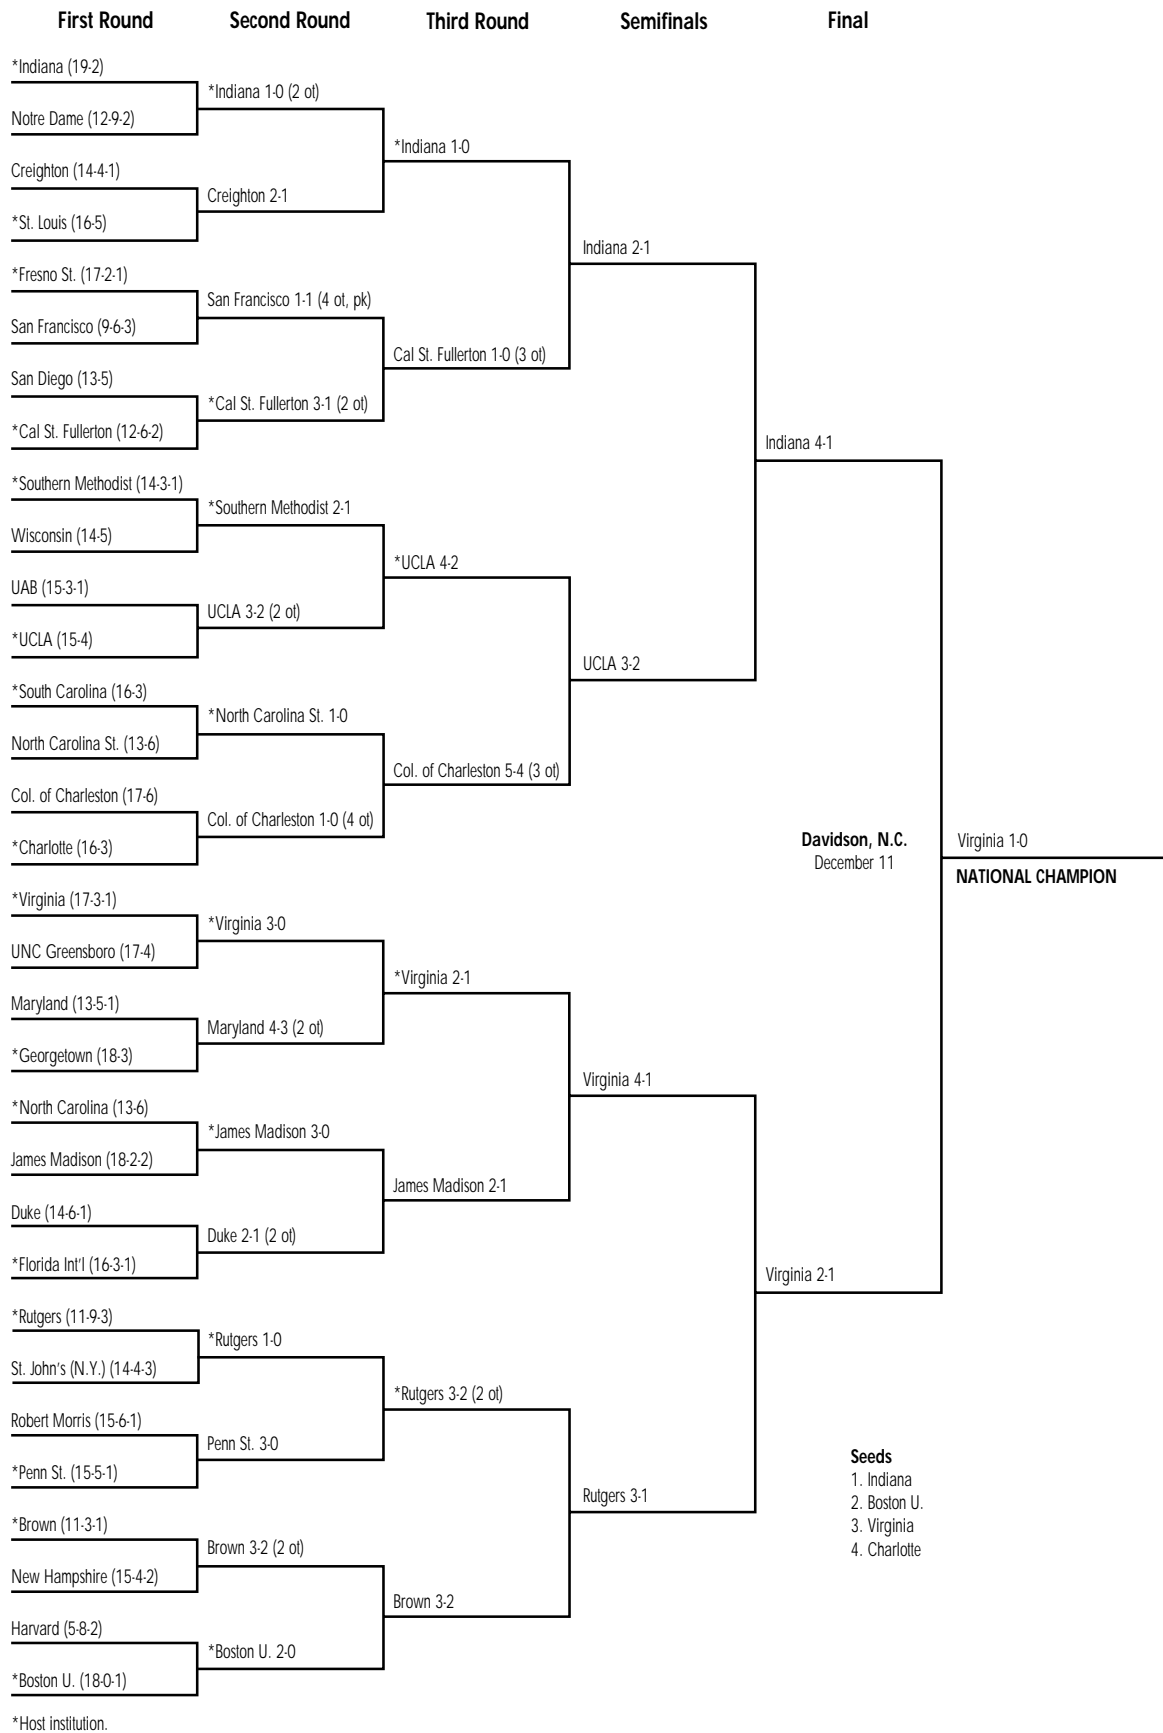 First Round
Second Round
Third Round
Semifinals
Final
*Indiana (19-2)
Notre Dame (12-9-2)
Creighton (14-4-1)
*St. Louis (16-5)
*Fresno St. (17-2-1)
San Francisco (9-6-3)
San Diego (13-5)
*Cal St. Fullerton (12-6-2)
*Southern Methodist (14-3-1)
Wisconsin (14-5)
UAB (15-3-1)
*UCLA (15-4)
*South Carolina (16-3)
North Carolina St. (13-6)
Col. of Charleston (17-6)
*Charlotte (16-3)
*Virginia (17-3-1)
UNC Greensboro (17-4)
Maryland (13-5-1)
*Georgetown (18-3)
*North Carolina (13-6)
James Madison (18-2-2)
Duke (14-6-1)
*Florida Int'l (16-3-1)
*Rutgers (11-9-3)
St. John's (N.Y.) (14-4-3)
Robert Morris (15-6-1)
*Penn St. (15-5-1)
*Brown (11-3-1)
New Hampshire (15-4-2)
Harvard (5-8-2)
*Boston U. (18-0-1)
*Indiana 1-0 (2 ot)
Creighton 2-1
San Francisco 1-1 (4 ot, pk)
*Cal St. Fullerton 3-1 (2 ot)
*Southern Methodist 2-1
UCLA 3-2 (2 ot)
*North Carolina St. 1-0
Col. of Charleston 1-0 (4 ot)
*Virginia 3-0
Maryland 4-3 (2 ot)
*James Madison 3-0
Duke 2-1 (2 ot)
*Rutgers 1-0
Penn St. 3-0
Brown 3-2 (2 ot)
*Boston U. 2-0
*Indiana 1-0
Cal St. Fullerton 1-0 (3 ot)
*UCLA 4-2
Col. of Charleston 5-4 (3 ot)
*Virginia 2-1
James Madison 2-1
*Rutgers 3-2 (2 ot)
Brown 3-2
Indiana 2-1
UCLA 3-2
Virginia 4-1
Rutgers 3-1
Indiana 4-1
Virginia 2-1
Davidson, N.C.
December 11
Virginia 1-0
NATIONAL CHAMPION
Seeds
1. Indiana
2. Boston U.
3. Virginia
4. Charlotte
*Host institution.